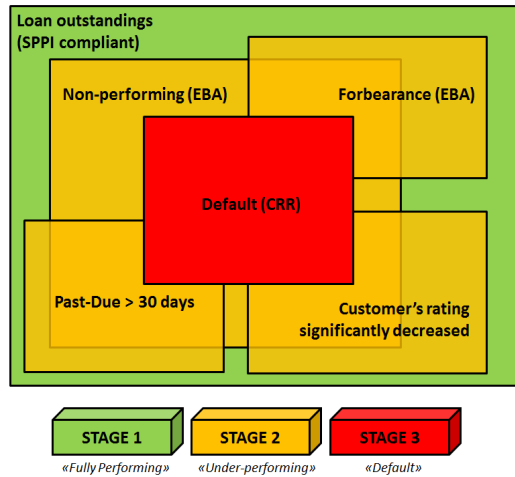 Loan outstandings
(SPPI compliant)
Non-performing (EBA)
Forbearance (EBA)
Default (CRR)
Past-Due > 30 days
Customer's rating
significantly decreased
STAGE 1
STAGE 2
STAGE 3
«Fully Performing»
«Under-performing»
«Default»